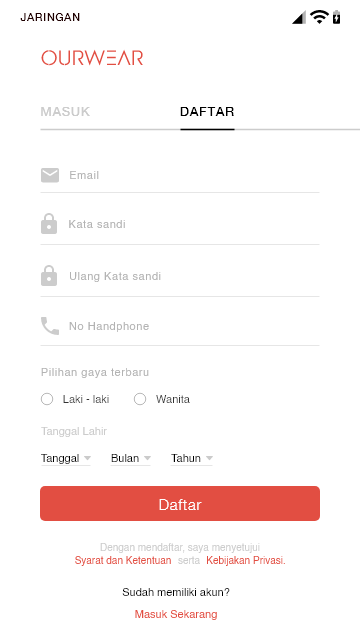 JARINGAN
OURWEAR
MASUK DAFTAR
Email
Kata sandi
Ulang Kata sandi
No Handphone
Pilihan gaya terbaru
Laki - laki Wanita
Tanggal Lahir
Tanggal Bulan Tahun
Daftar
Dengan mendaftar, saya menyetujui
Syarat dan Ketentuan serta Kebijakan Privasi.
Sudah memiliki akun?
Masuk Sekarang